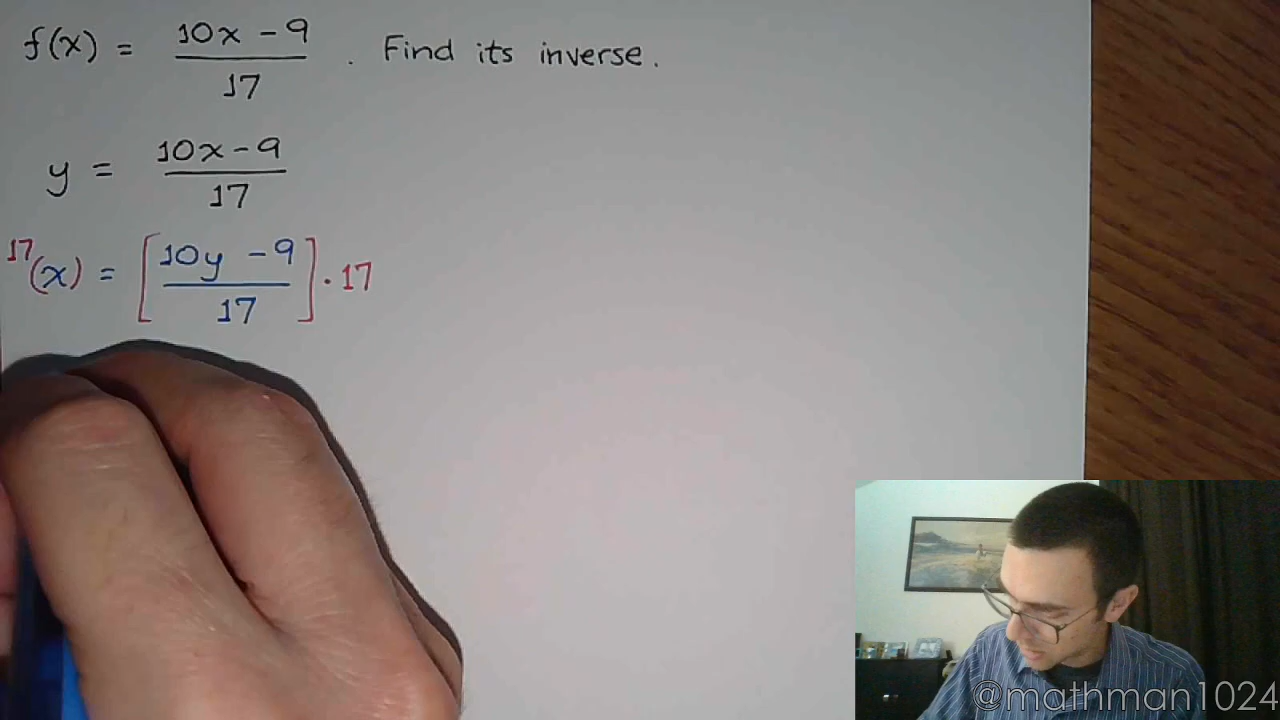 f(x) = 10x - 9 / 17 . Find its inverse.
y = 10x - 9 / 17
17(x) = [10y - 9 / 17] · 17
@mathman1024